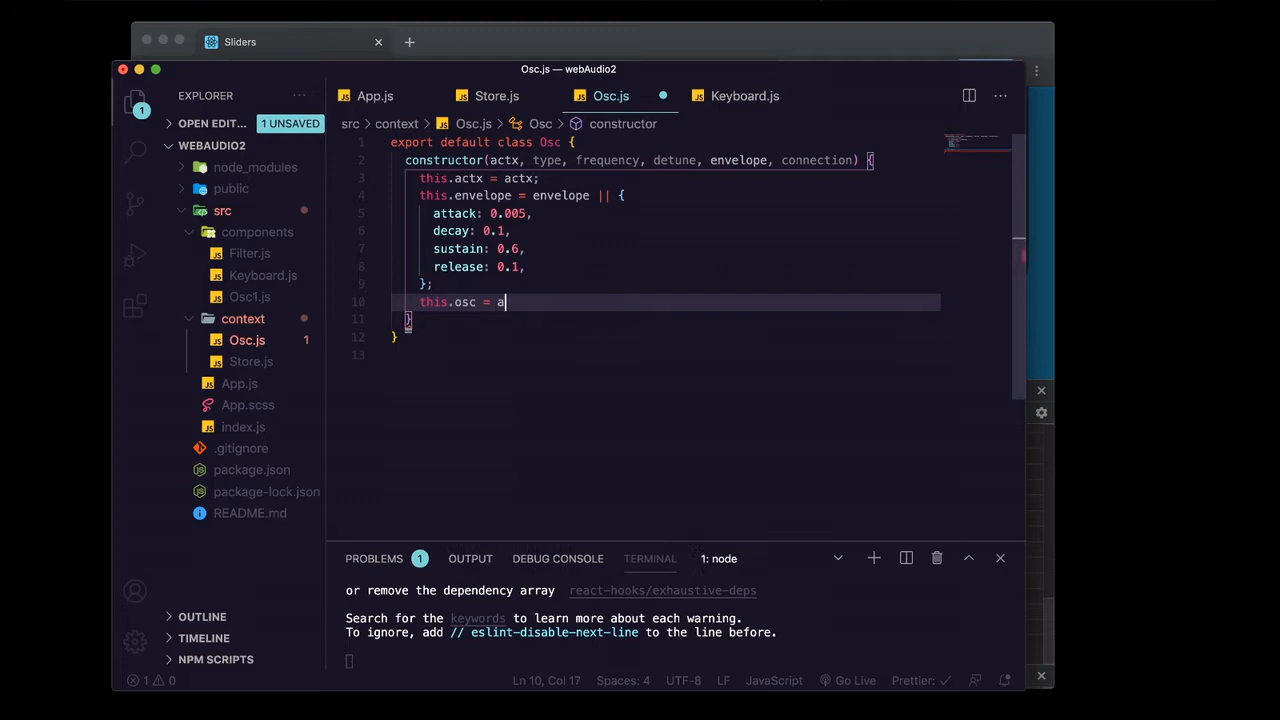 Sliders
Osc.js — webAudio2
EXPLORER
App.js
Store.js
Osc.js
Keyboard.js
1
OPEN EDIT...
1 UNSAVED
src > context > Osc.js > Osc > constructor
WEBAUDIO2
node_modules
public
src
components
Filter.js
Keyboard.js
Osc1.js
context
Osc.js 1
Store.js
App.js
App.scss
index.js
.gitignore
package.json
package-lock.json
README.md
OUTLINE
TIMELINE
NPM SCRIPTS
1 export default class Osc {
2 constructor(actx, type, frequency, detune, envelope, connection) {
3 this.actx = actx;
4 this.envelope = envelope || {
5 attack: 0.005,
6 decay: 0.1,
7 sustain: 0.6,
8 release: 0.1,
9 };
10 this.osc = a
11 }
12 }
13
PROBLEMS 1 OUTPUT DEBUG CONSOLE TERMINAL 1: node
or remove the dependency array react-hooks/exhaustive-deps
Search for the keywords to learn more about each warning.
To ignore, add // eslint-disable-next-line to the line before.
1 0 Ln 10, Col 17 Spaces: 4 UTF-8 LF JavaScript Go Live Prettier: ✓